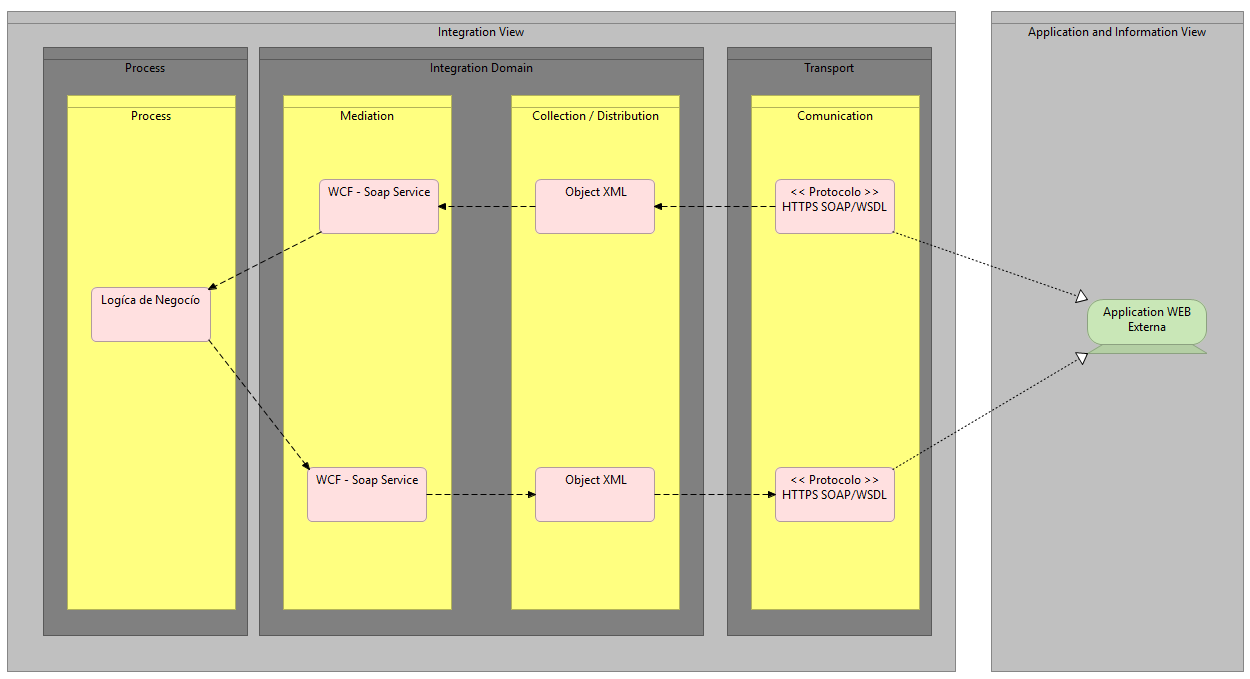 Integration View
Application and Information View
Process
Integration Domain
Transport
Process
Mediation
Collection / Distribution
Comunication
WCF - Soap Service
Object XML
<< Protocolo >>
HTTPS SOAP/WSDL
Logíca de Negocío
Application WEB
Externa
WCF - Soap Service
Object XML
<< Protocolo >>
HTTPS SOAP/WSDL